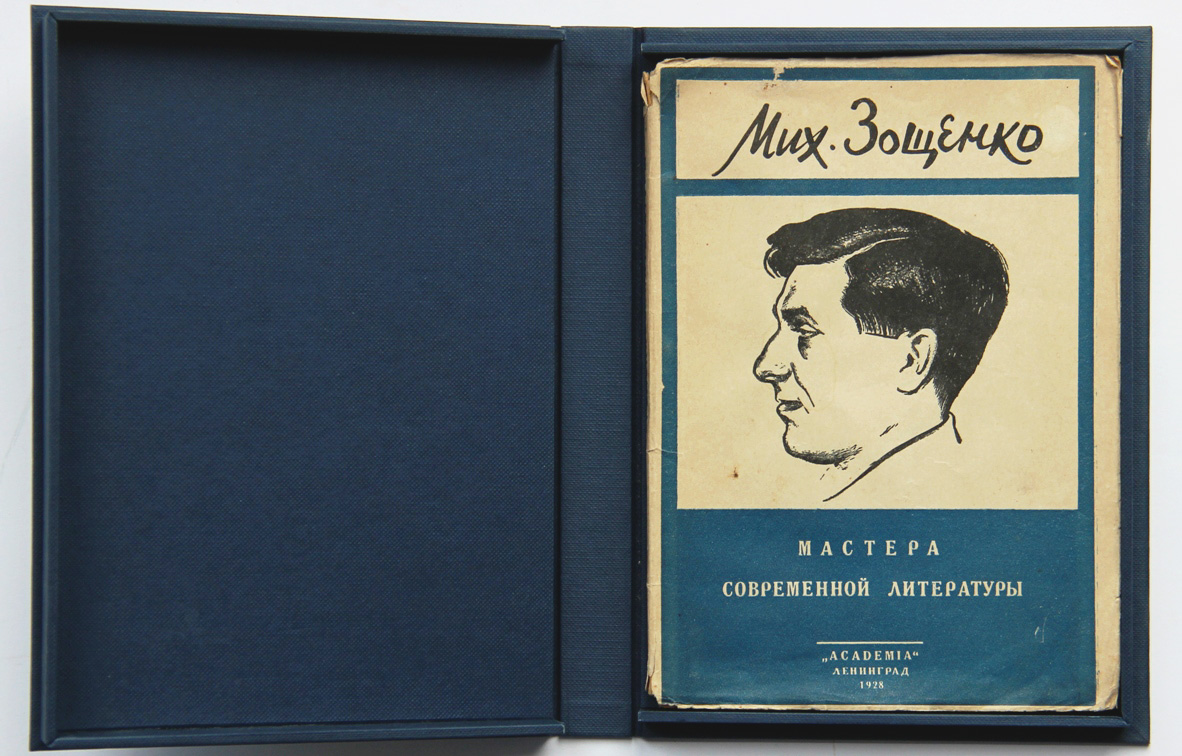 Мих. Зощенко
МАСТЕРА
СОВРЕМЕННОЙ ЛИТЕРАТУРЫ
„ACADEMIA“
ЛЕНИНГРАД
1928